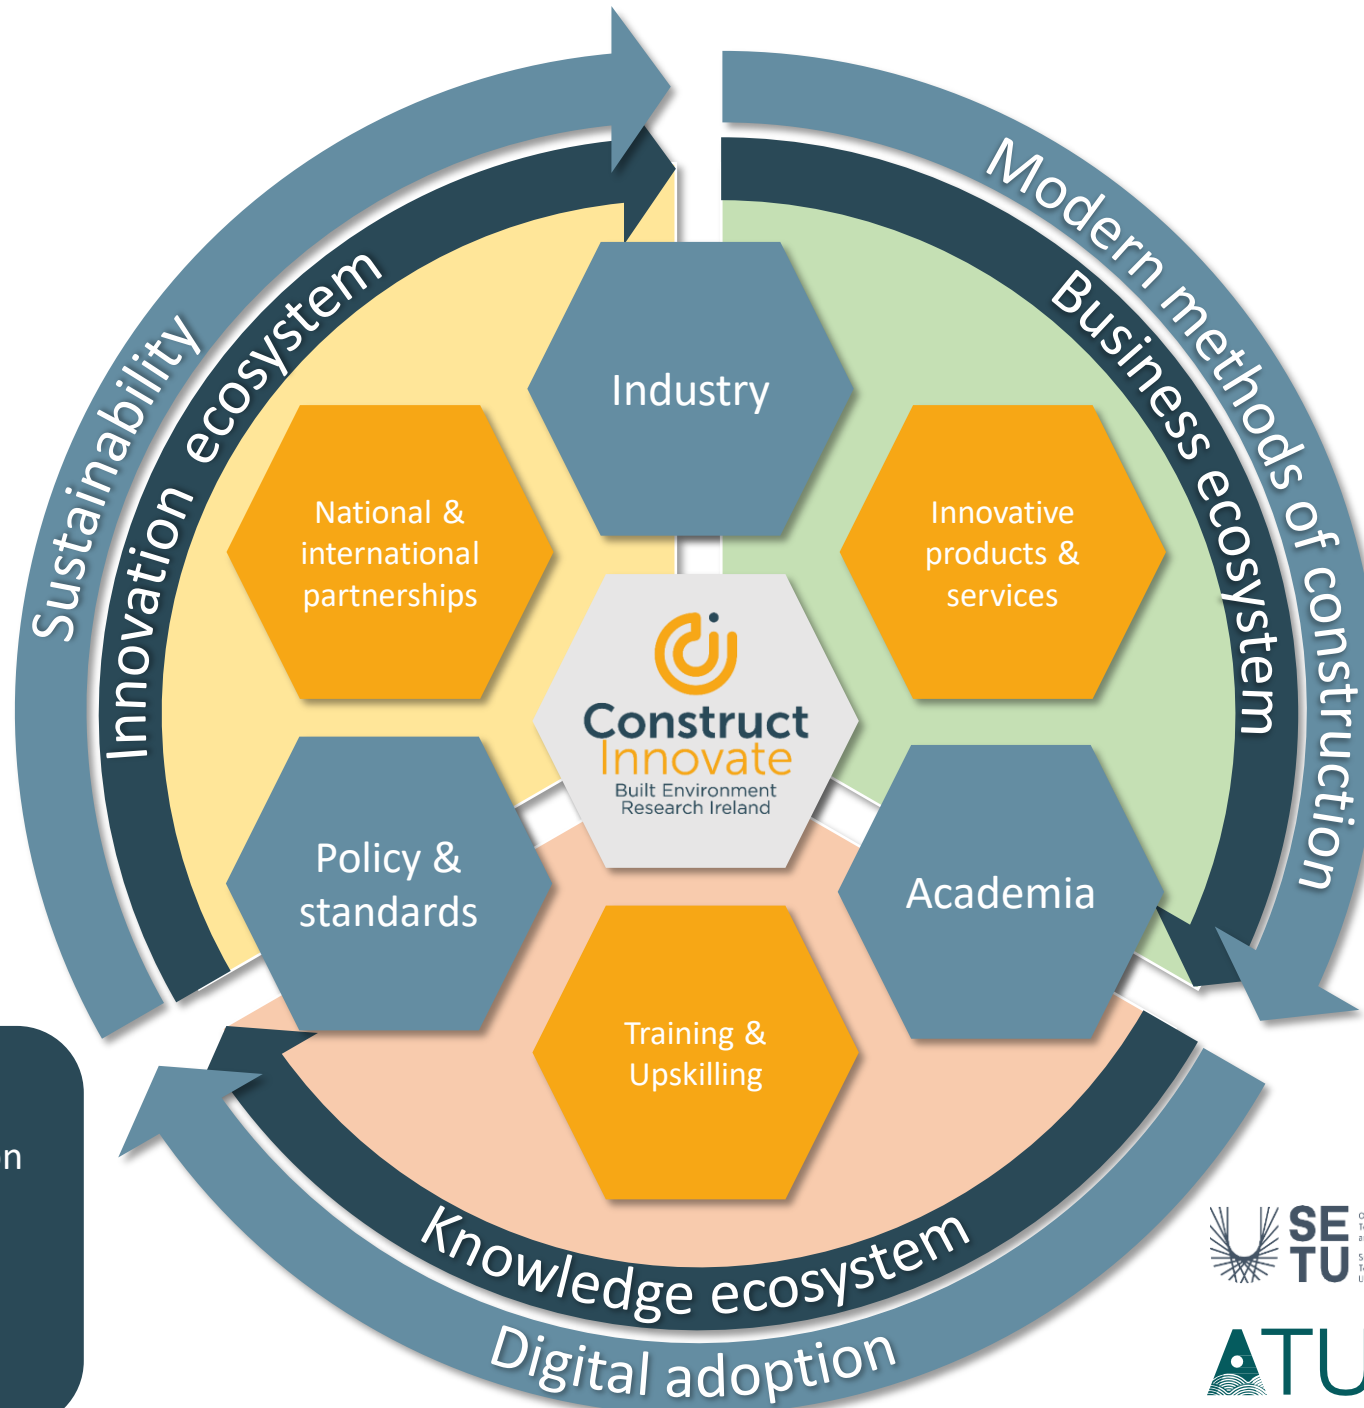 Sustainability
Innovation ecosystem
Modern methods of construction
Business ecosystem
Industry
National &
international
partnerships
Innovative
products &
services
Construct
Innovate
Built Environment
Research Ireland
Policy &
standards
Academia
Training &
Upskilling
Knowledge ecosystem
Digital adoption
SE
TU
ATU